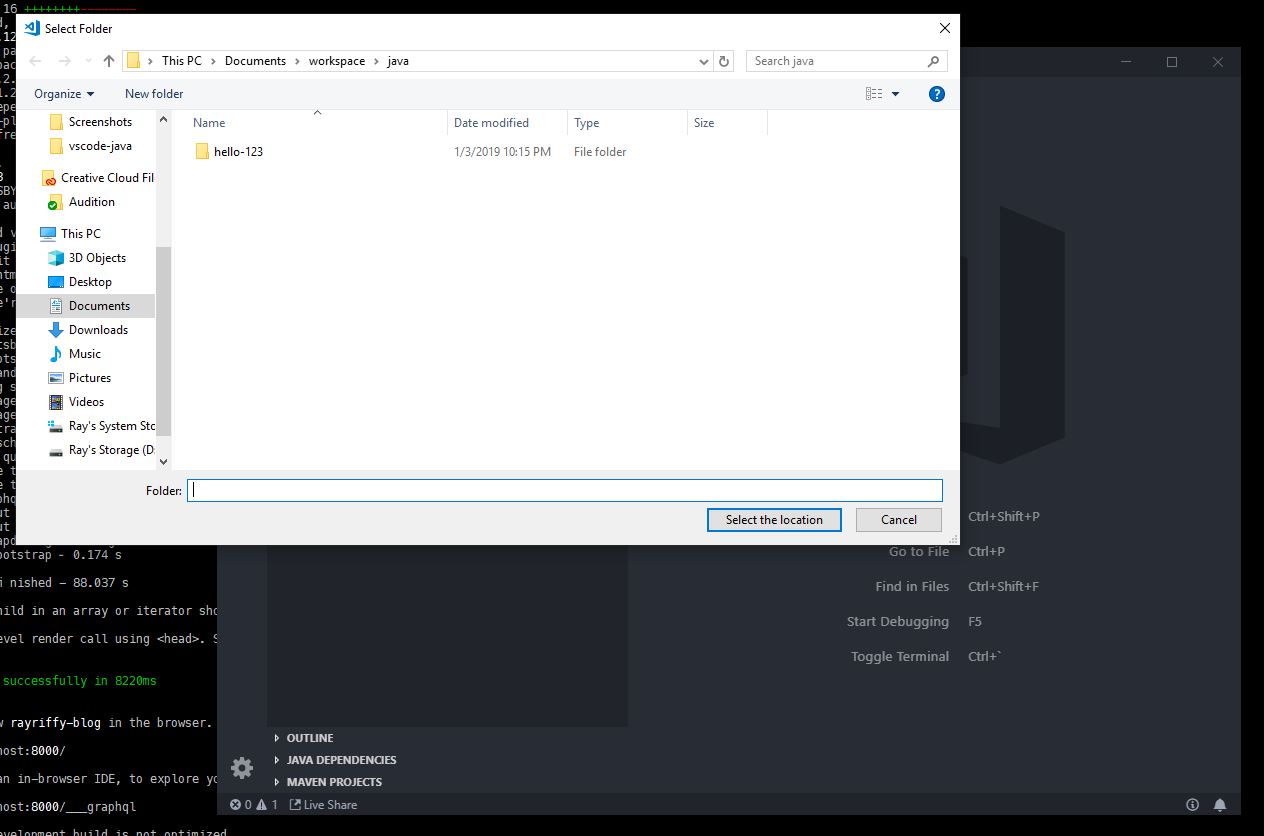 16 ++++++++---------
Select Folder
This PC
Documents
workspace
java
Search java
Organize
New folder
?
Name
Date modified
Type
Size
hello-123
1/3/2019 10:15 PM
File folder
Screenshots
vscode-java
Creative Cloud Fil
Audition
This PC
3D Objects
Desktop
Documents
Downloads
Music
Pictures
Videos
Ray's System Sto
Ray's Storage (D:
Folder:
Select the location
Cancel
Ctrl+Shift+P
Go to File Ctrl+P
Find in Files Ctrl+Shift+F
Start Debugging F5
Toggle Terminal Ctrl+`
OUTLINE
JAVA DEPENDENCIES
MAVEN PROJECTS
0 1 Live Share
ootstrap - 0.174 s
nished - 88.037 s
hild in an array or iterator sho
evel render call using <head>. S
successfully in 8220ms
w rayriffy-blog in the browser.
host:8000/
an in-browser IDE, to explore yo
host:8000/___graphql
evelopment build is not optimized